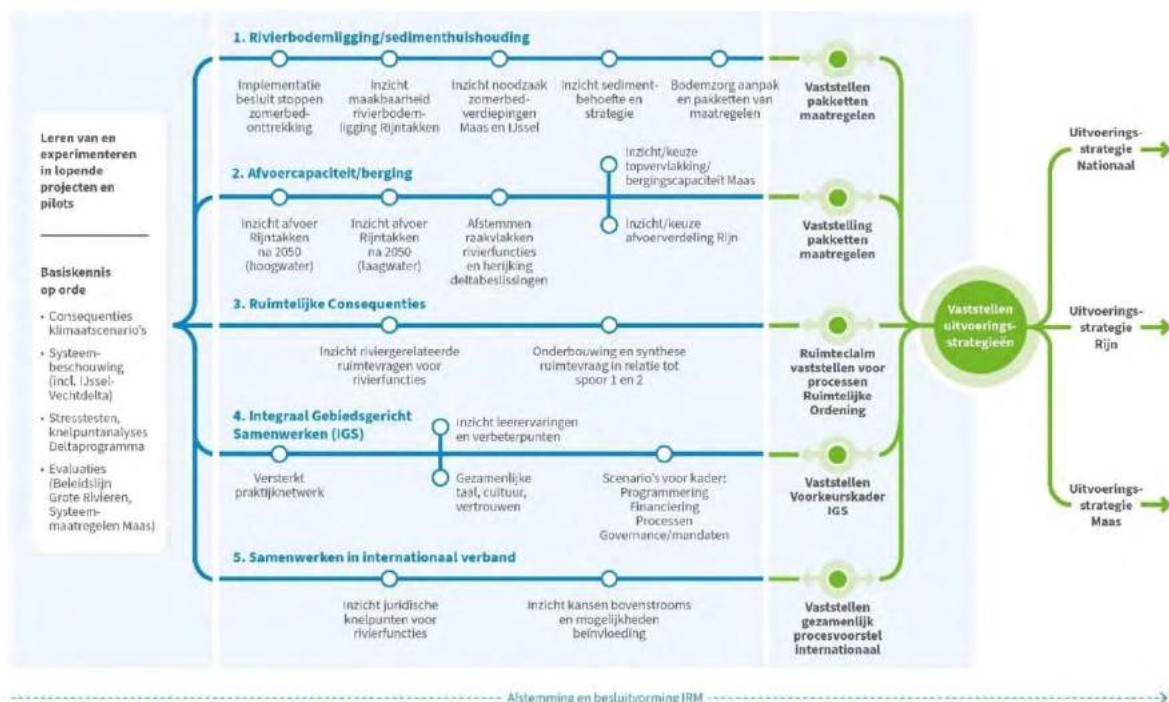 Leren van en
experimenteren
in lopende
projecten en
pilots
Basiskennis
op orde
• Consequenties
klimaatscenario's
• Systeem-
beschouwing
(incl. IJssel-
Vechtdelta)
• Stresstesten,
knelpuntanalyses
Deltaprogramma
• Evaluaties
(Beleidslijn
Grote Rivieren,
Systeem-
maatregelen Maas)
1. Rivierbodemligging/sedimenthuishouding
Implementatie
besluit stoppen
zomerbed-
onttrekking
Inzicht
maakbaarheid
rivierbodem-
ligging Rijntakken
Inzicht noodzaak
zomerbed-
verdiepingen
Maas en IJssel
Inzicht sediment-
behoefte en
strategie
Bodemzorg aanpak
en pakketten van
maatregelen
Vaststellen
pakketten
maatregelen
2. Afvoercapaciteit/berging
Inzicht afvoer
Rijntakken
na 2050
(hoogwater)
Inzicht afvoer
Rijntakken
na 2050
(laagwater)
Afstemmen
raakvlakken
rivierfuncties
en herijking
deltabeslissingen
Inzicht/keuze
topvervlakking/
bergingscapaciteit Maas
Inzicht/keuze
afvoerverdeling Rijn
Vaststelling
pakketten
maatregelen
3. Ruimtelijke Consequenties
Inzicht riviergerelateerde
ruimtevragen voor
rivierfuncties
Onderbouwing en synthese
ruimtevraag in relatie tot
spoor 1 en 2
Ruimteclaim
vaststellen voor
processen
Ruimtelijke
Ordening
4. Integraal Gebiedsgericht
Samenwerken (IGS)
Versterkt
praktijknetwerk
Inzicht leerervaringen
en verbeterpunten
Gezamenlijke
taal, cultuur,
vertrouwen
Scenario's voor kader:
Programmering
Financiering
Processen
Governance/mandaten
Vaststellen
Voorkeurskader
IGS
5. Samenwerken in internationaal verband
Inzicht juridische
knelpunten voor
rivierfuncties
Inzicht kansen bovenstrooms
en mogelijkheden
beïnvloeding
Vaststellen
gezamenlijk
procesvoorstel
internationaal
Vaststellen
uitvoerings-
strategieën
Uitvoerings-
strategie
Nationaal
Uitvoerings-
strategie
Rijn
Uitvoerings-
strategie
Maas
Afstemming en besluitvorming IRM